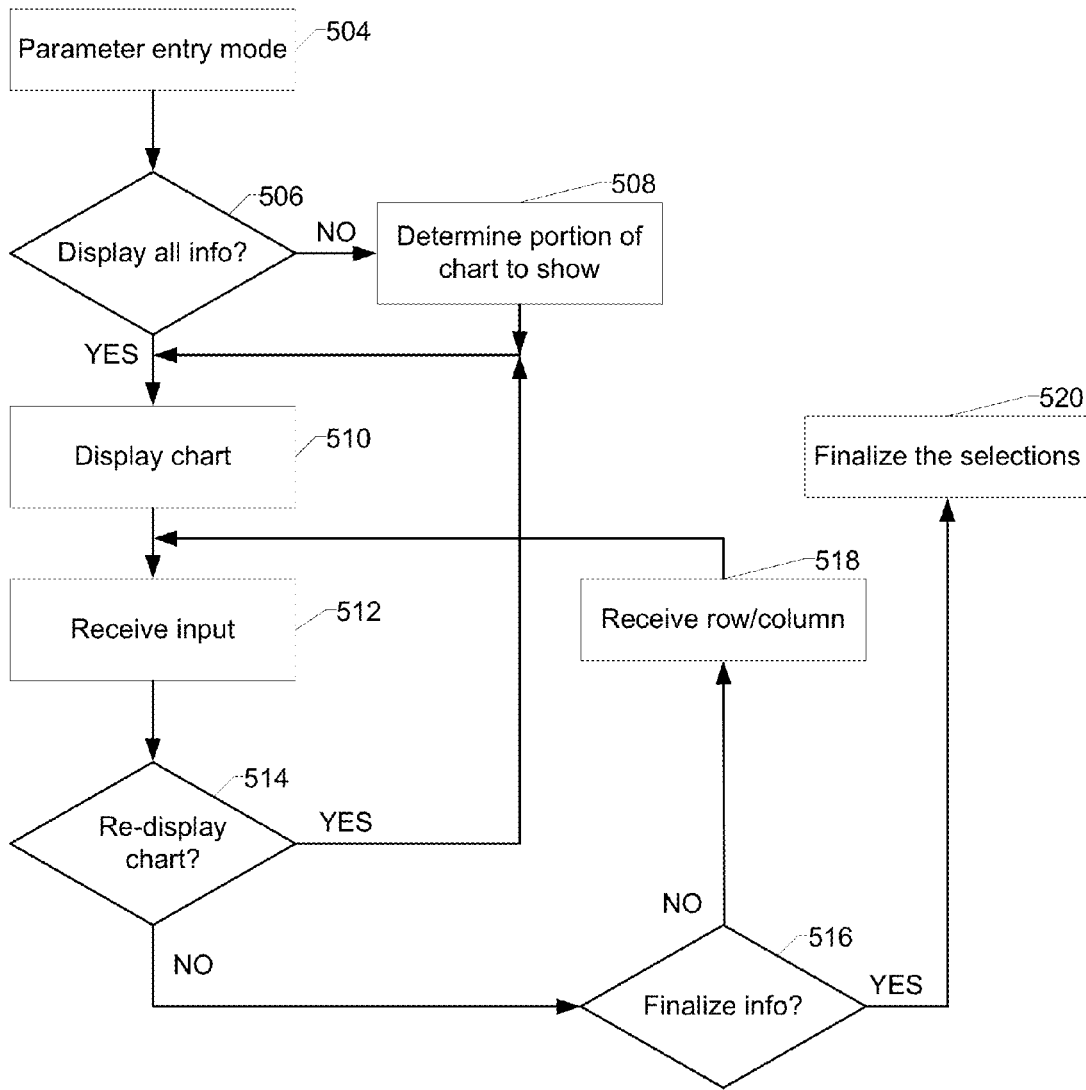 Parameter entry mode
504
506
Display all info?
NO
508
Determine portion of
chart to show
YES
Display chart
510
520
Finalize the selections
Receive input
512
518
Receive row/column
514
Re-display
chart?
YES
NO
NO
516
Finalize info?
YES